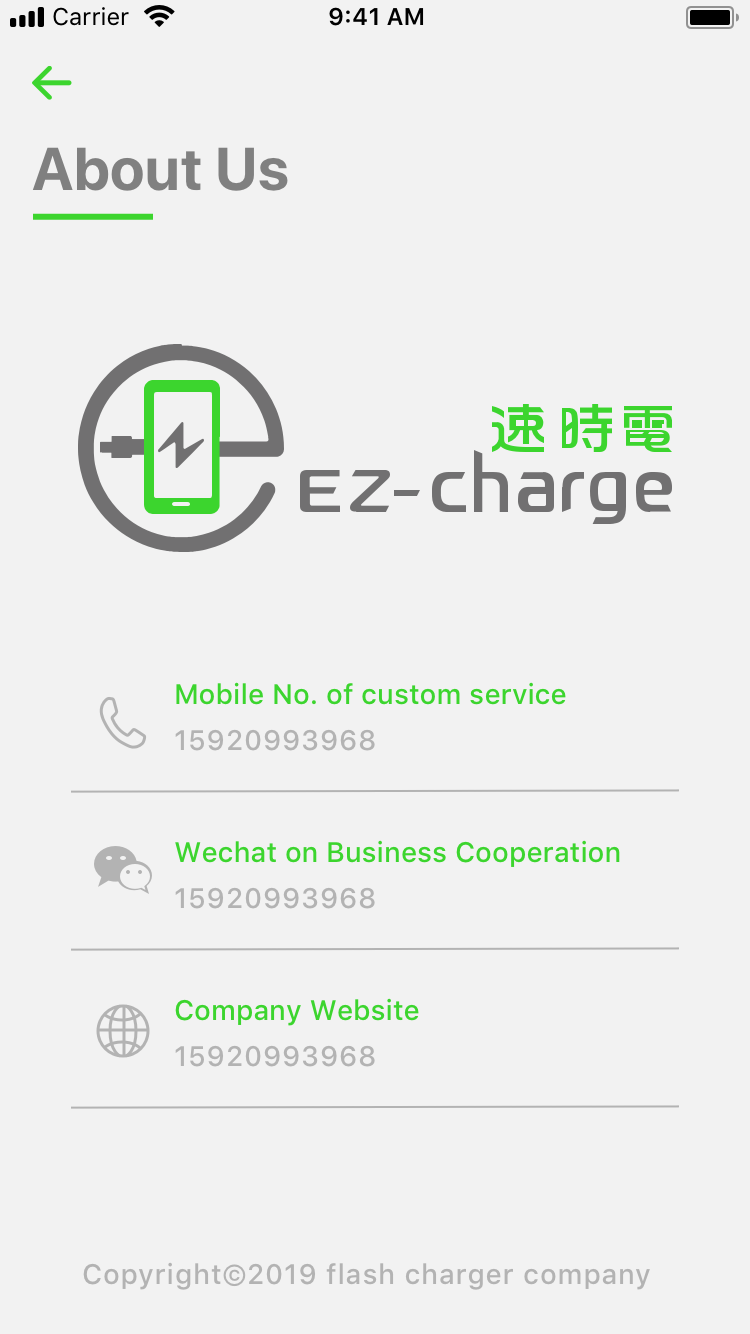 Carrier 9:41 AM
About Us
速時電
EZ-charge
Mobile No. of custom service
15920993968
Wechat on Business Cooperation
15920993968
Company Website
15920993968
Copyright©2019 flash charger company